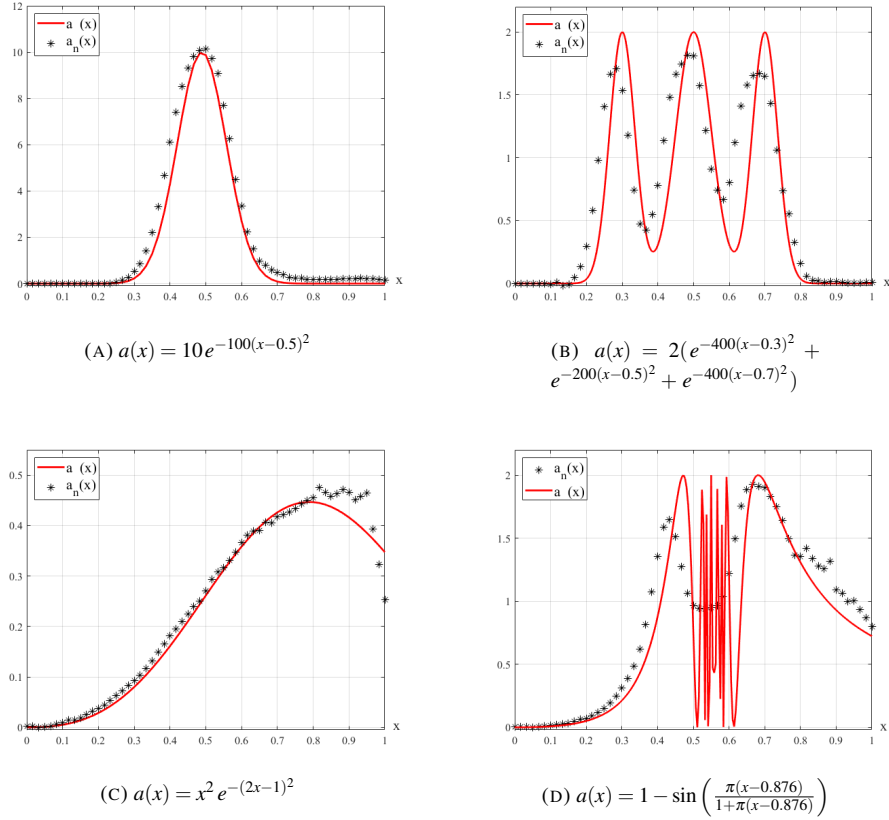 a (x)
a_n(x)
12
10
8
6
4
2
0
0 0.1 0.2 0.3 0.4 0.5 0.6 0.7 0.8 0.9 1
x
(A) a(x) = 10 e^{-100(x-0.5)^2}
a (x)
a_n(x)
2
1.5
1
0.5
0
0 0.1 0.2 0.3 0.4 0.5 0.6 0.7 0.8 0.9 1
x
(B) a(x) = 2(e^{-400(x-0.3)^2} +
e^{-200(x-0.5)^2} + e^{-400(x-0.7)^2})
a (x)
a_n(x)
0.5
0.4
0.3
0.2
0.1
0
0 0.1 0.2 0.3 0.4 0.5 0.6 0.7 0.8 0.9 1
x
(C) a(x) = x^2 e^{-(2x-1)^2}
a_n(x)
a (x)
2
1.5
1
0.5
0
0 0.1 0.2 0.3 0.4 0.5 0.6 0.7 0.8 0.9 1
x
(D) a(x) = 1 − sin(π(x−0.876)/(1+π(x−0.876)))